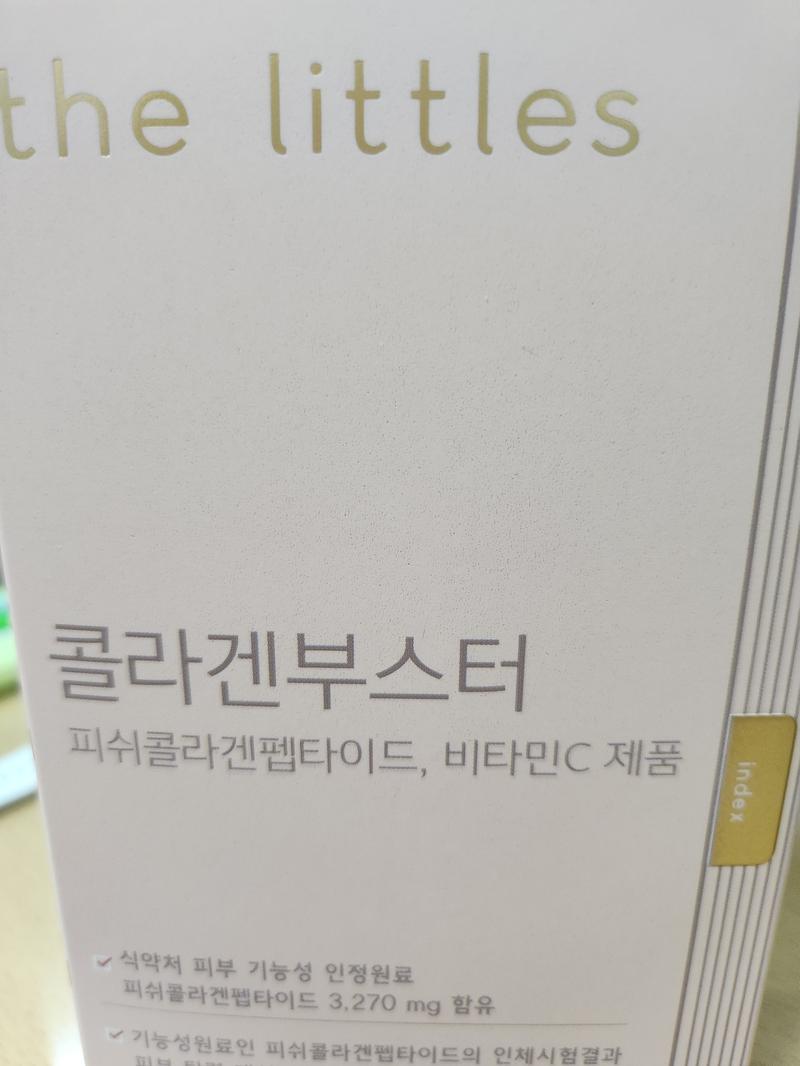 the littles
콜라겐부스터
피쉬콜라겐펩타이드, 비타민C 제품
index
식약처 피부 기능성 인정원료
피쉬콜라겐펩타이드 3,270 mg 함유
기능성원료인 피쉬콜라겐펩타이드의 인체시험결과
피부